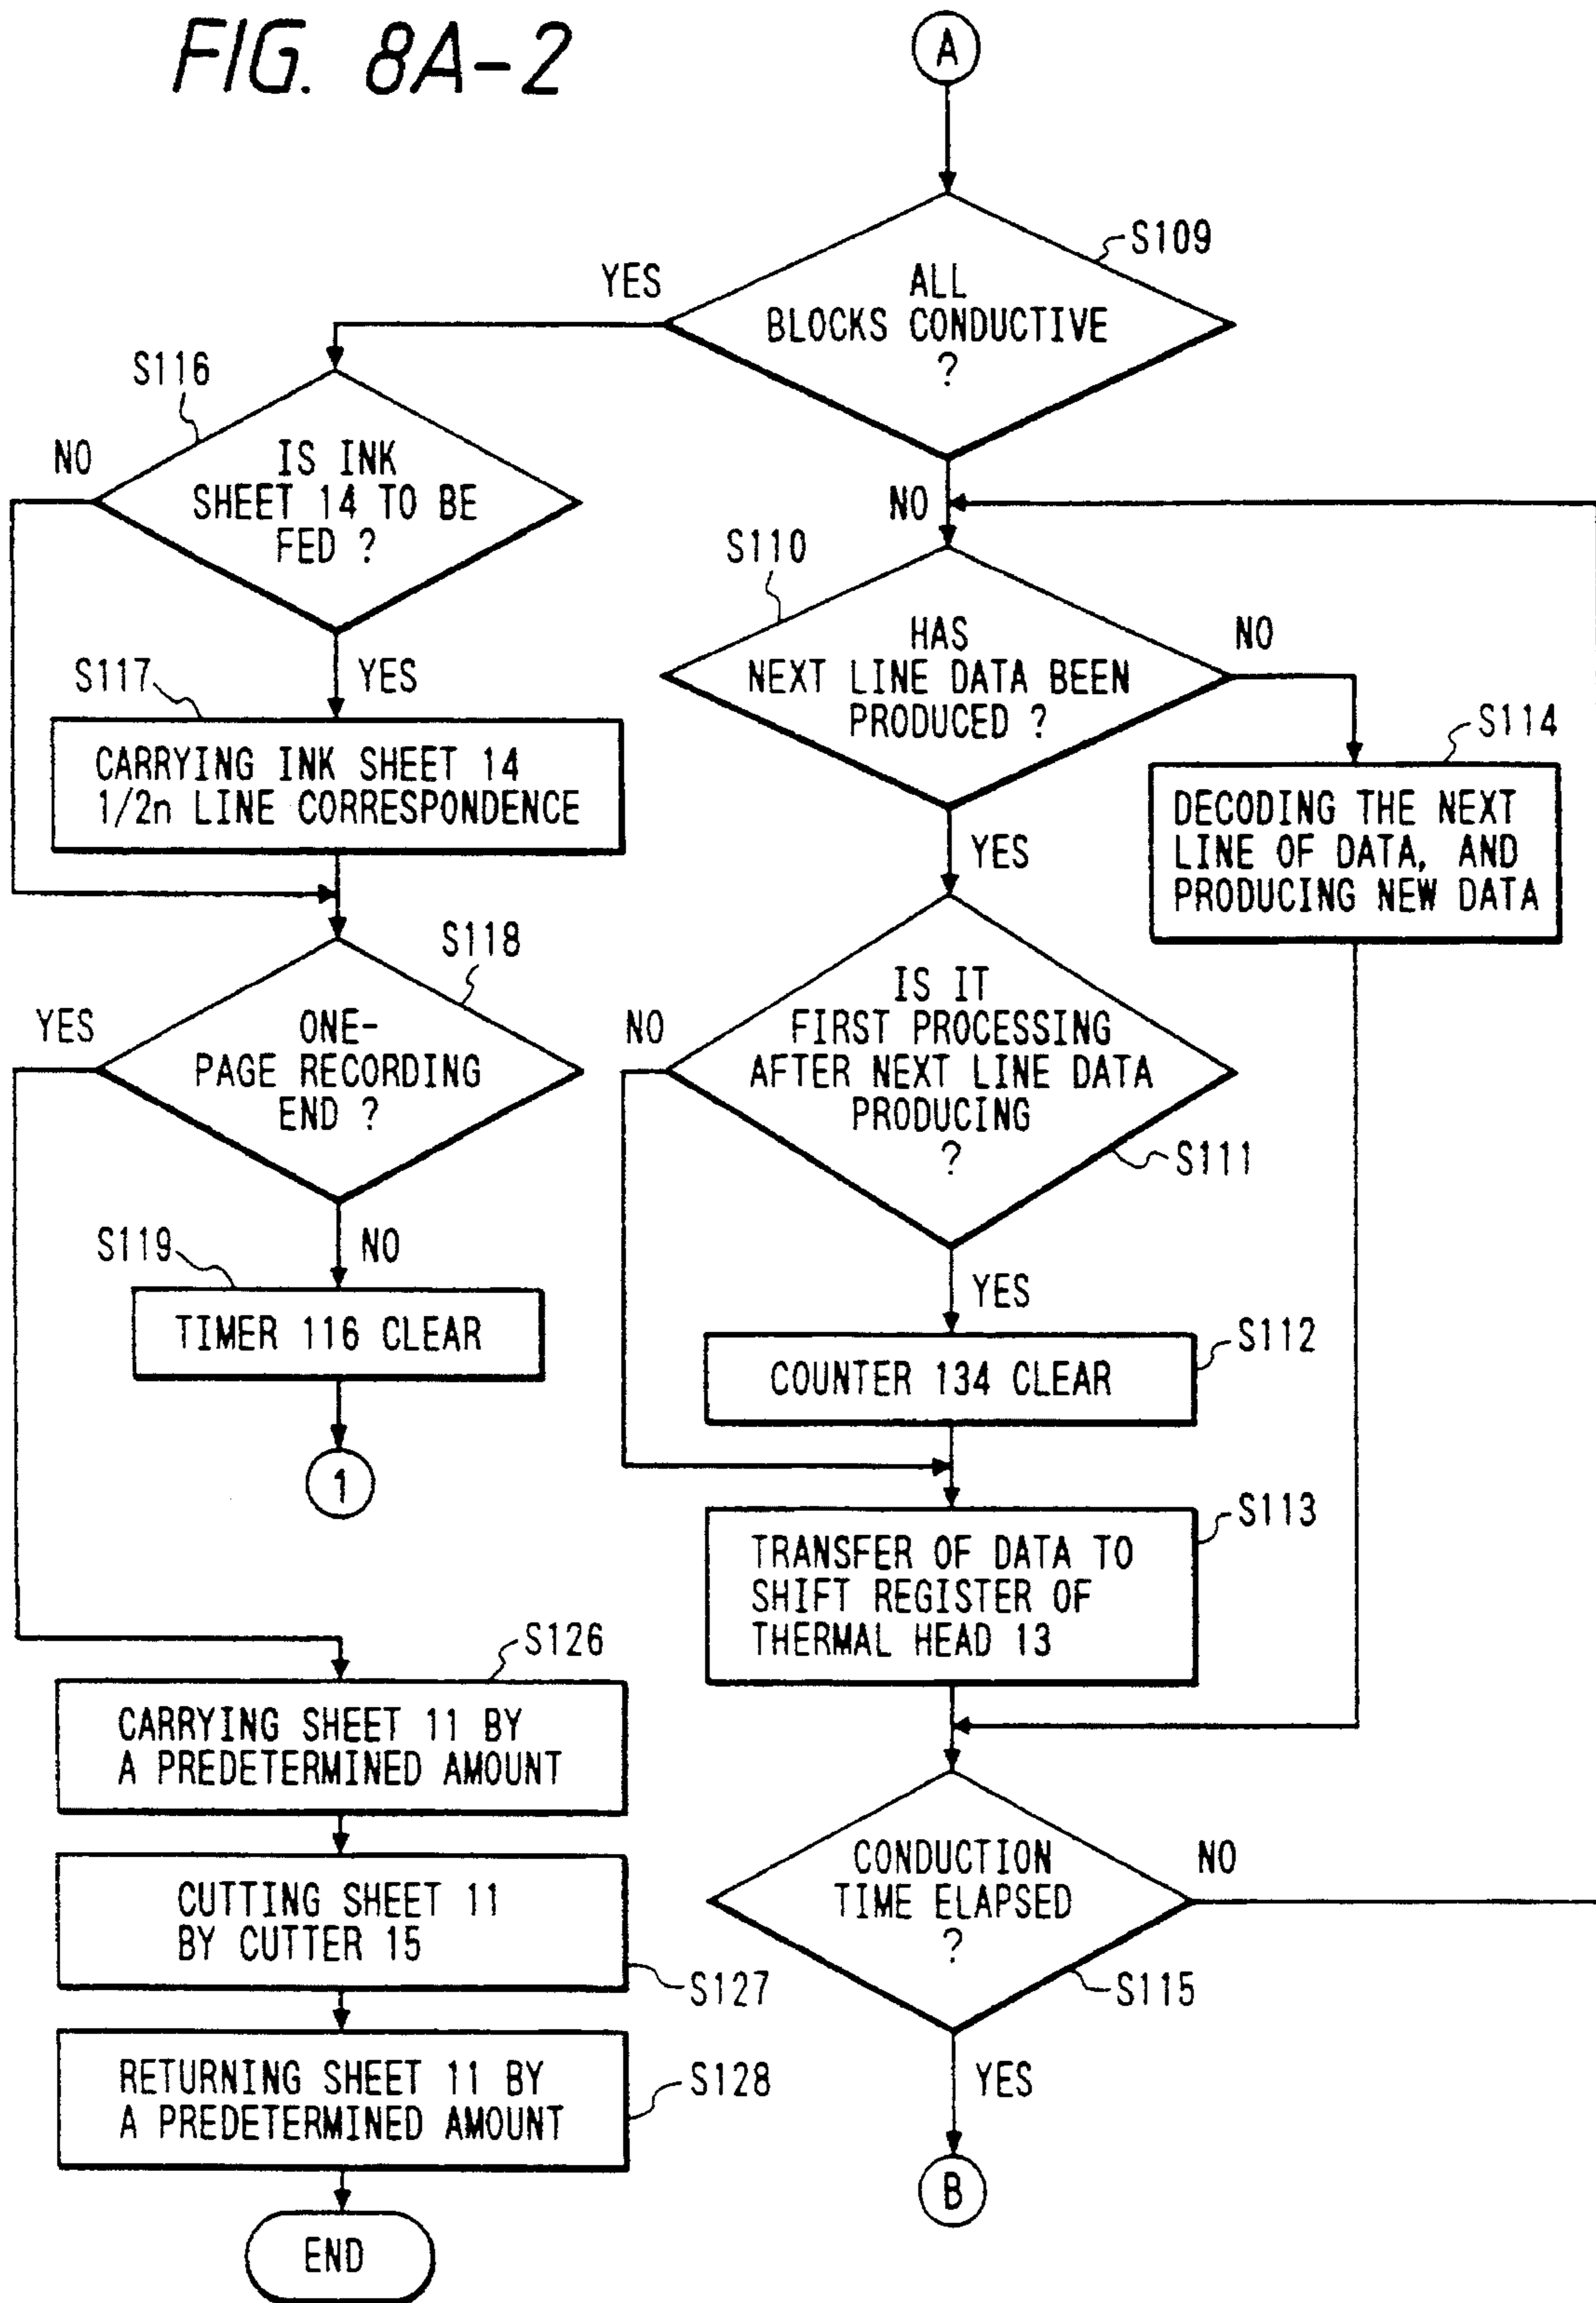 FIG. 8A-2
A
S109
YES
ALL
BLOCKS CONDUCTIVE
?
S116
NO
IS INK
SHEET 14 TO BE
FED ?
NO
S110
HAS
NEXT LINE DATA BEEN
PRODUCED ?
NO
S117
YES
CARRYING INK SHEET 14
1/2n LINE CORRESPONDENCE
S114
DECODING THE NEXT
LINE OF DATA, AND
PRODUCING NEW DATA
YES
S118
YES
ONE-
PAGE RECORDING
END ?
NO
IS IT
FIRST PROCESSING
AFTER NEXT LINE DATA
PRODUCING
?
S111
S119
NO
TIMER 116 CLEAR
1
YES
S112
COUNTER 134 CLEAR
S113
TRANSFER OF DATA TO
SHIFT REGISTER OF
THERMAL HEAD 13
S126
CARRYING SHEET 11 BY
A PREDETERMINED AMOUNT
CUTTING SHEET 11
BY CUTTER 15
S127
CONDUCTION
TIME ELAPSED
?
NO
S115
RETURNING SHEET 11 BY
A PREDETERMINED AMOUNT
S128
YES
B
END